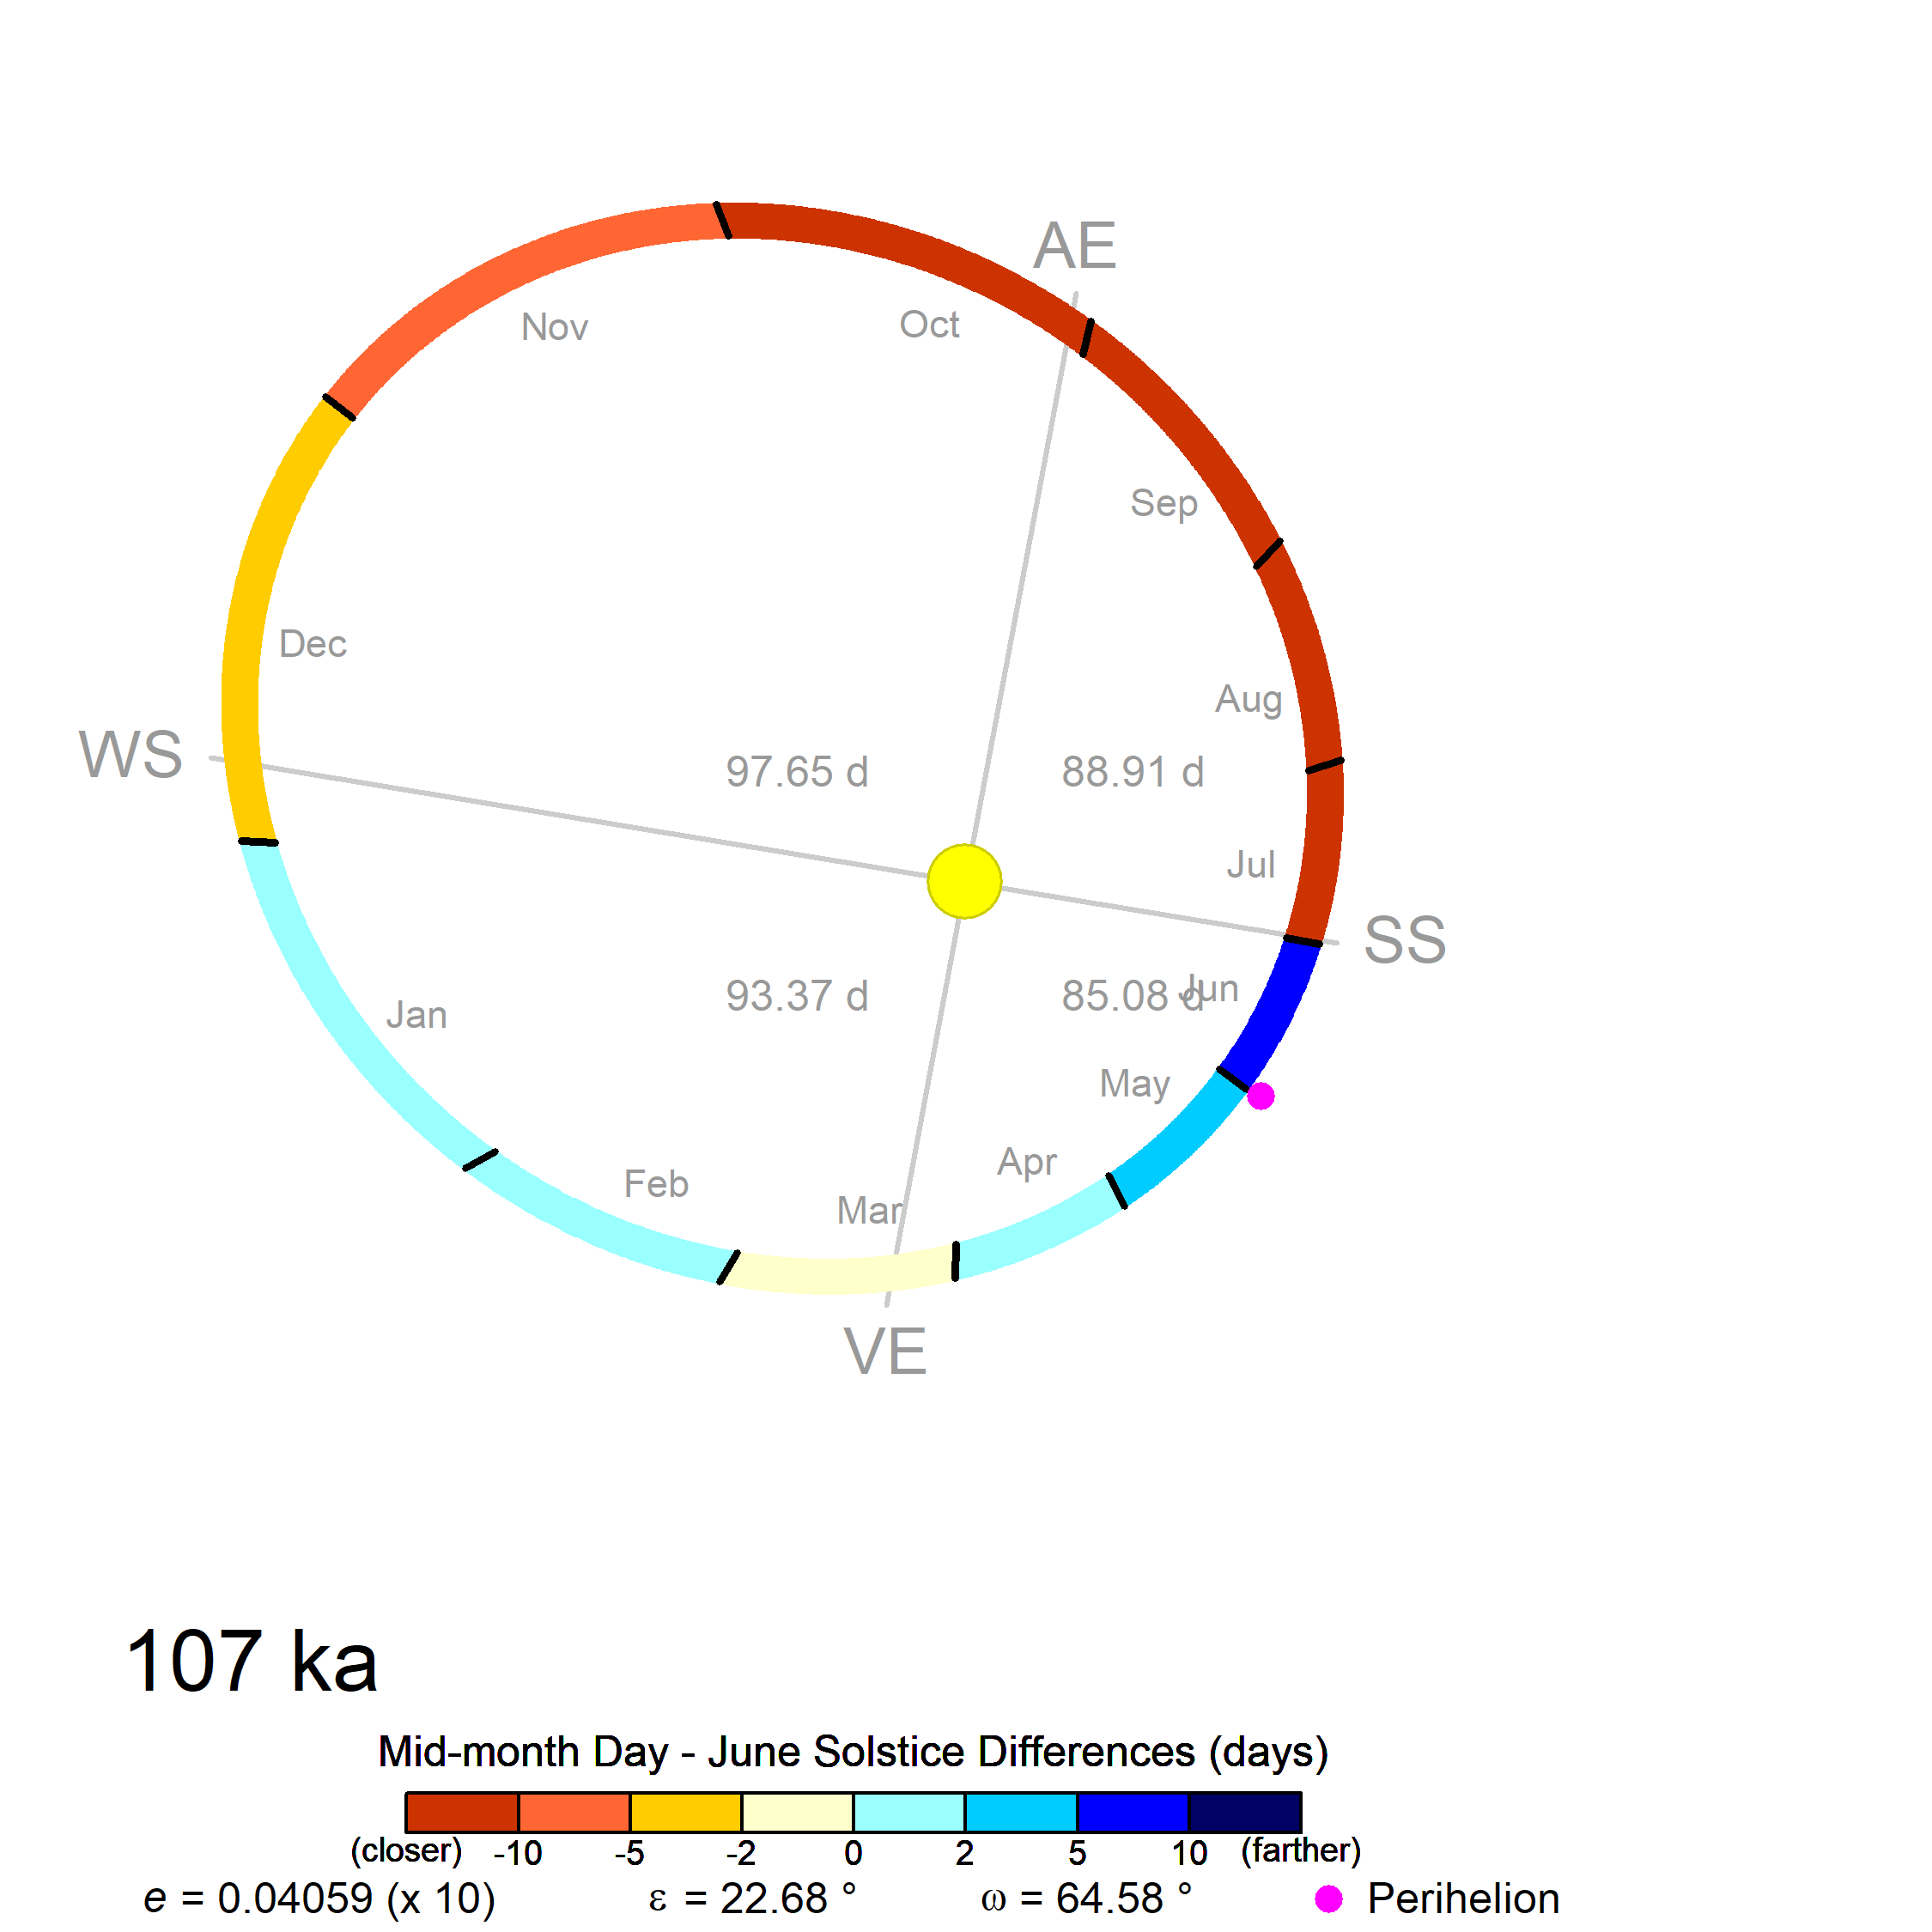 AE
Nov
Oct
Sep
Dec
Aug
WS
97.65 d
88.91 d
Jul
SS
93.37 d
85.08 d
Jun
Jan
May
Apr
Feb
Mar
VE
107 ka
Mid-month Day - June Solstice Differences (days)
(closer) -10 -5 -2 0 2 5 10 (farther)
e = 0.04059 (x 10) ε = 22.68 ° ω = 64.58 ° Perihelion